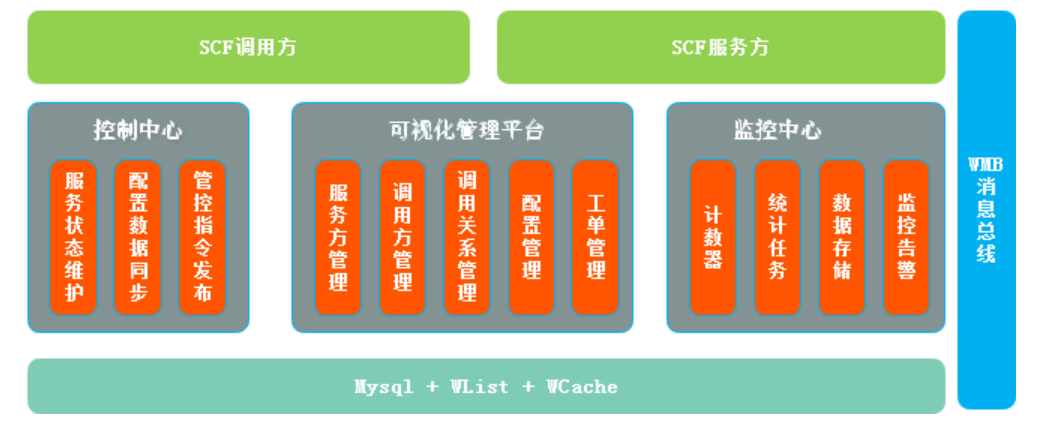 SCF调用方
SCF服务方
控制中心
服务状态维护
配置数据同步
管控指令发布
可视化管理平台
服务方管理
调用方管理
调用关系管理
配置管理
工单管理
监控中心
计数器
统计任务
数据存储
监控告警
WMB
消息总线
Mysql + WList + WCache